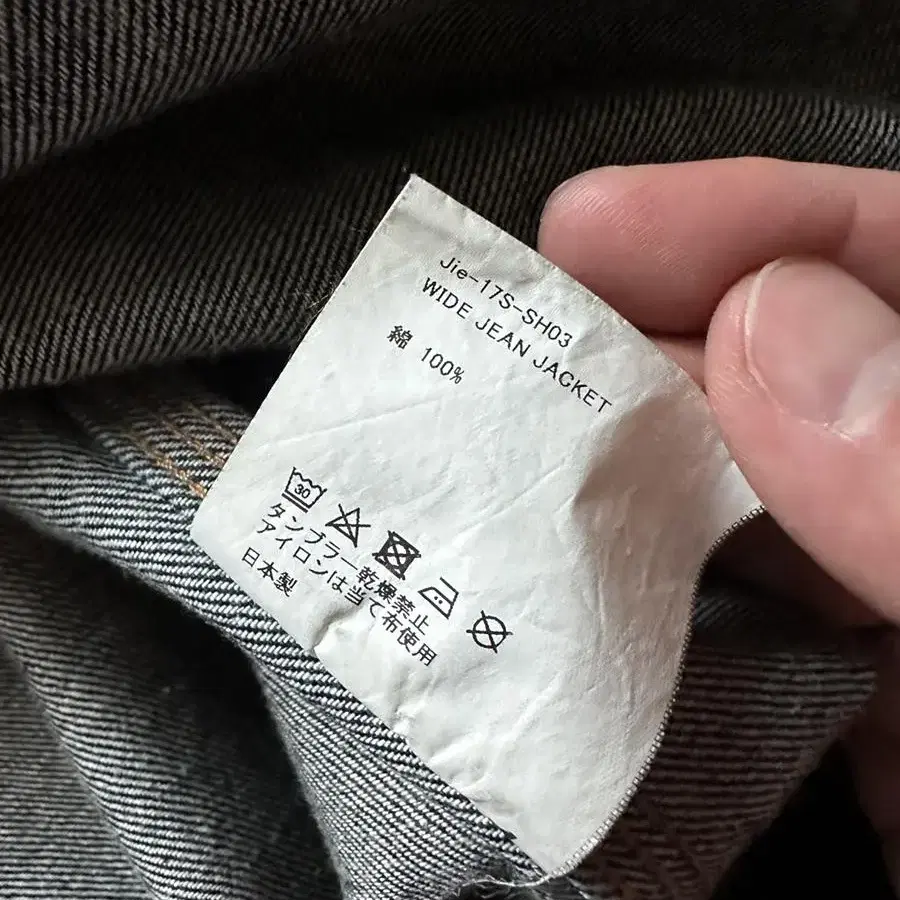 Jie-17S-SH03
WIDE JEAN JACKET
綿 100%
30
タンブラー乾燥禁止
アイロンは当て布使用
日本製